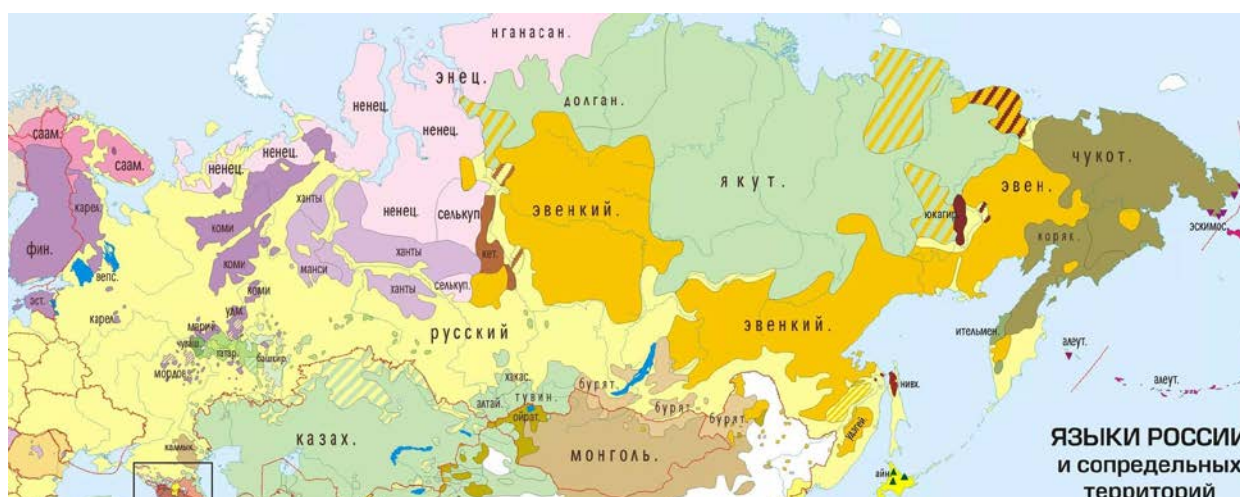 нганасан.
энец.
долган.
ненец.
ненец.
саам.
саам.
ненец.
ненец.
чукот.
якут.
эвен.
карел.
ханты
ненец.
селькуп.
эвенкий.
юкагир.
эскимос.
коми
коряк.
фин.
ханты
кет.
вепс.
коми
манси
селькуп.
эст.
коми
ханты
карел.
удм.
русский
эвенкий.
ительмен.
алеут.
чуваш.
татар.
башкир.
мордов.
хакас.
бурят.
нивх.
алеут.
алтай.
тувин.
ойрат.
бурят.
бурят.
удэгей
казах.
калмык.
монголь.
айн.
ЯЗЫКИ РОССИИ
и сопредельных
территорий